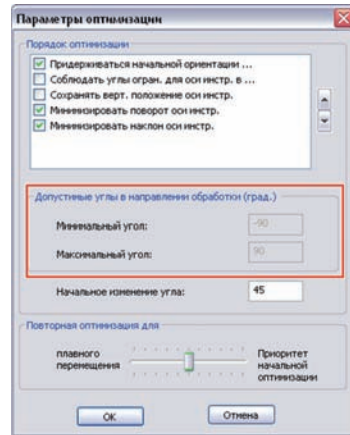 Параметры оптимизации
Порядок оптимизации
Придерживаться начальной ориентации ...
Соблюдать углы огран. для оси инстр. в ...
Сохранять верт. положение оси инстр.
Минимизировать поворот оси инстр.
Минимизировать наклон оси инстр.
Допустимые углы в направлении обработки (град.)
Минимальный угол: -90
Максимальный угол: 90
Начальное изменение угла: 45
Повторная оптимизация для
плавного перемещения
Приоритет начальной оптимизации
OK Отмена